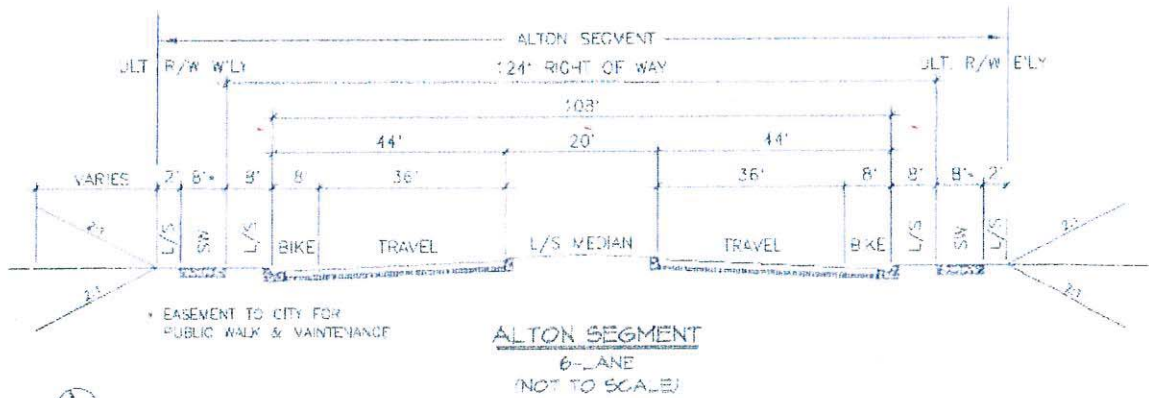 ALTON SEGMENT
ULT. R/W W'LY
124' RIGHT OF WAY
ULT. R/W E'LY
108'
44' 20' 44'
VARIES 2' 8'* 8' 8' 36' 36' 8' 8' 8'* 2'
2:1 L/S SW L/S BIKE TRAVEL L/S MEDIAN TRAVEL BIKE L/S SW L/S 2:1
2:1 2:1
* EASEMENT TO CITY FOR
PUBLIC WALK & MAINTENANCE
ALTON SEGMENT
6-LANE
(NOT TO SCALE)